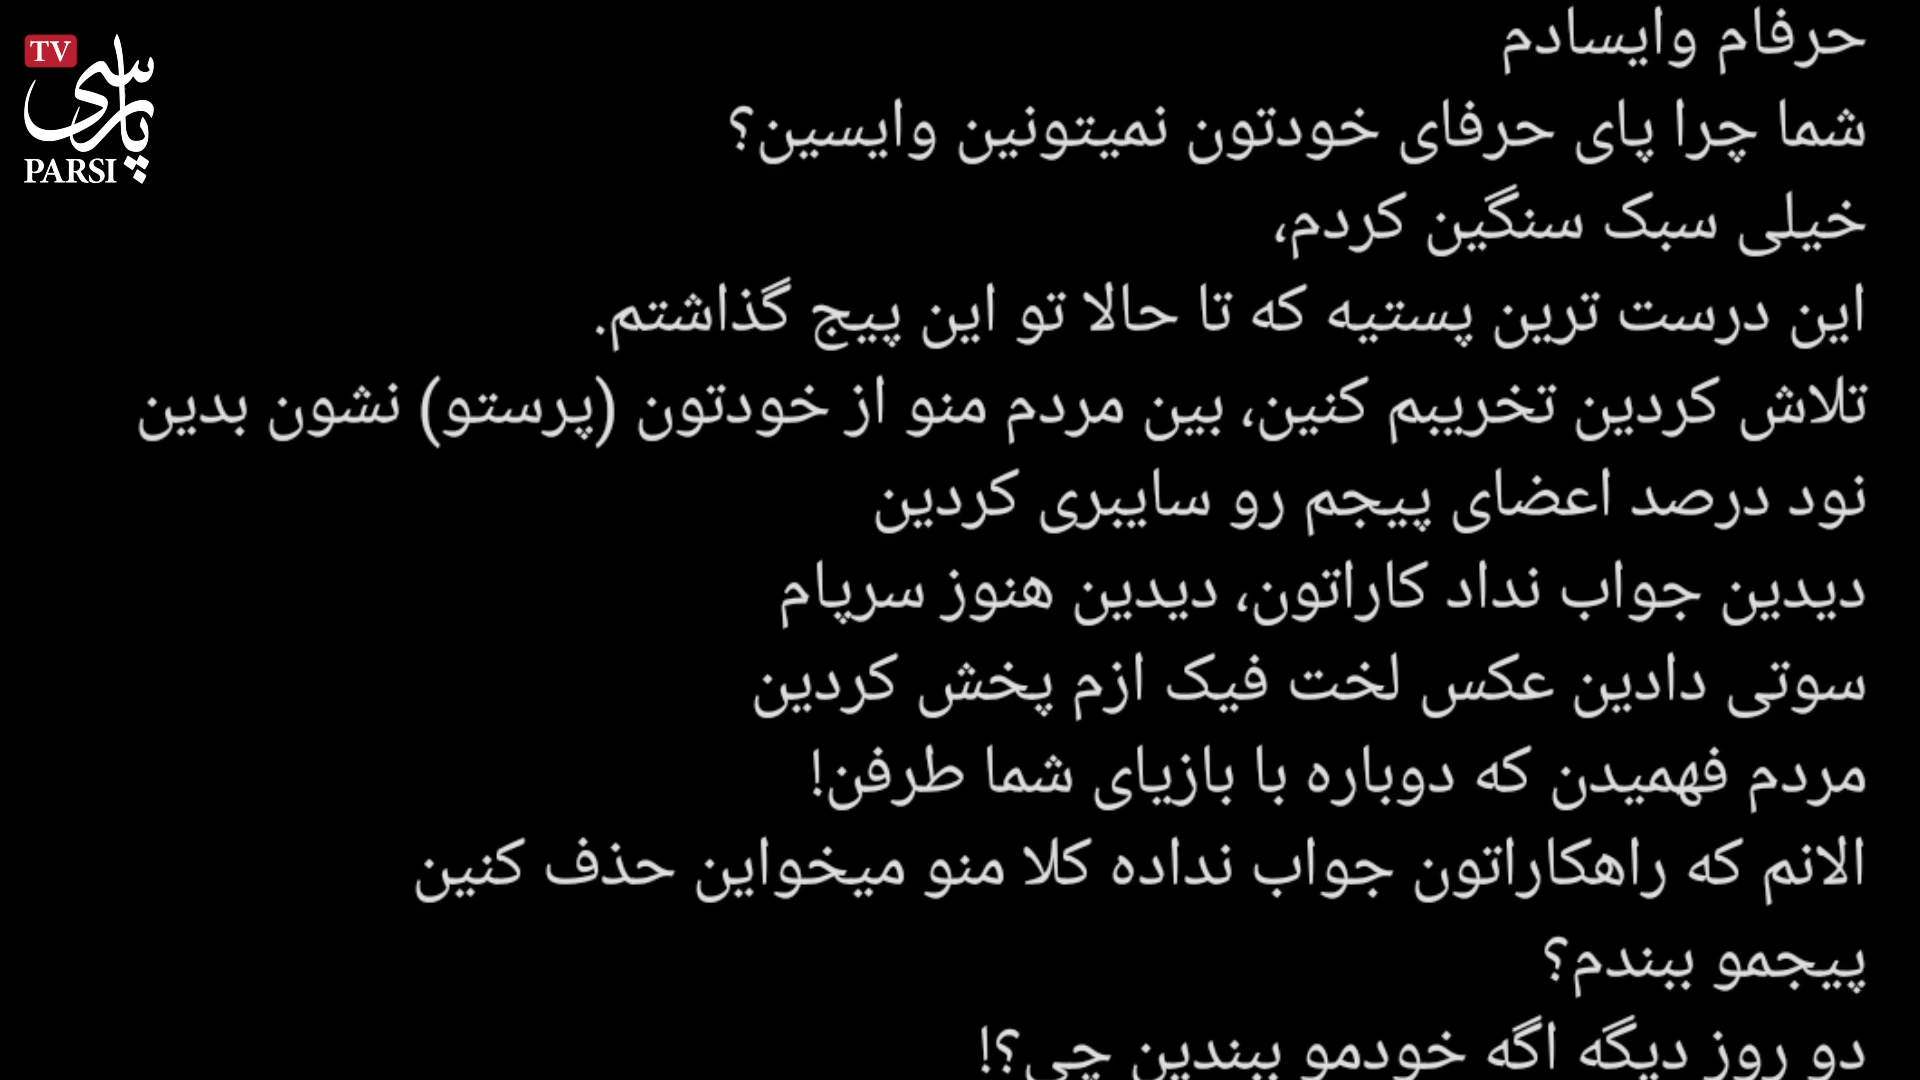 TV
پارسی
PARSI
حرفام وایسادم
شما چرا پای حرفای خودتون نمیتونین وایسین؟
خیلی سبک سنگین کردم،
این درست ترین پستیه که تا حالا تو این پیج گذاشتم.
تلاش کردین تخریبم کنین، بین مردم منو از خودتون (پرستو) نشون بدین
نود درصد اعضای پیجم رو سایبری کردین
دیدین جواب نداد کاراتون، دیدین هنوز سرپام
سوتی دادین عکس لخت فیک ازم پخش کردین
مردم فهمیدن که دوباره با بازیای شما طرفن!
الانم که راهکاراتون جواب نداده کلا منو میخواین حذف کنین
پیجمو ببندم؟
دو روز دیگه اگه خودمو ببندین چی؟!